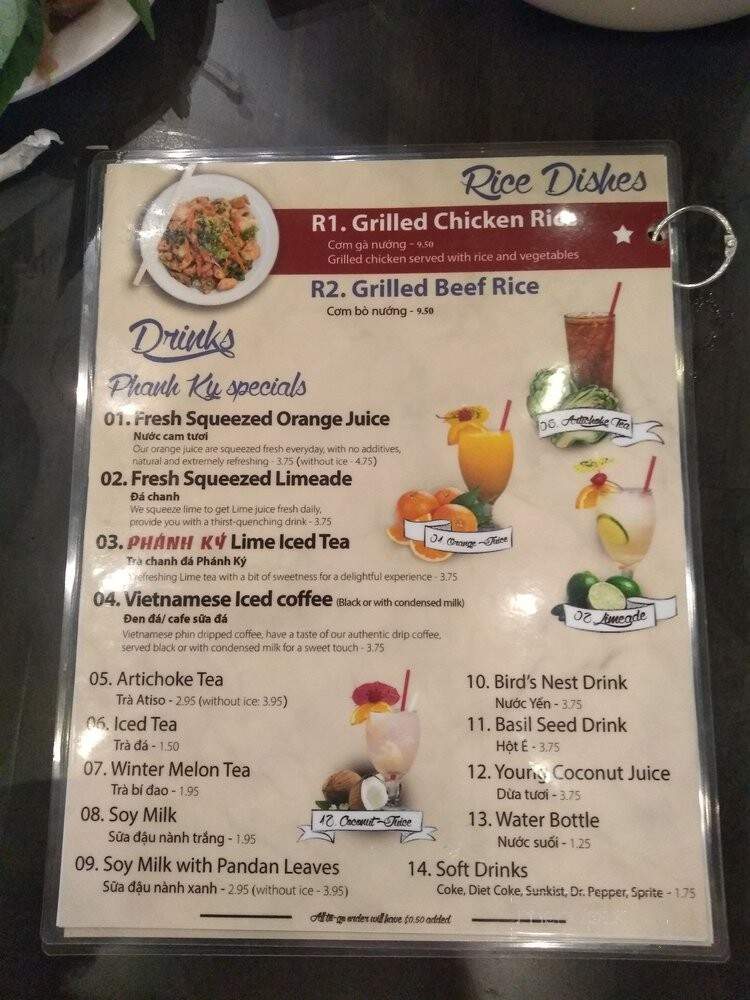 Rice Dishes
R1. Grilled Chicken Rice
Cơm gà nướng - 9.50
Grilled chicken served with rice and vegetables
R2. Grilled Beef Rice
Cơm bò nướng - 9.50
Drinks
Phanh Ky specials
01. Fresh Squeezed Orange Juice
Nước cam tươi
Our orange juice are squeezed fresh everyday, with no additives,
natural and extremely refreshing - 3.75 (without ice - 4.75)
02. Fresh Squeezed Limeade
Đá chanh
We squeeze lime to get Lime juice fresh daily,
provide you with a thirst-quenching drink - 3.75
03. PHÁNH KÝ Lime Iced Tea
Trà chanh đá Phánh Ký
A refreshing Lime tea with a bit of sweetness for a delightful experience - 3.75
04. Vietnamese Iced coffee (Black or with condensed milk)
Đen đá/ cafe sữa đá
Vietnamese phin dripped coffee, have a taste of our authentic drip coffee,
served black or with condensed milk for a sweet touch - 3.75
05. Artichoke Tea
01. Orange-Juice
02. Limeade
05. Artichoke Tea
Trà Atiso - 2.95 (without ice: 3.95)
06. Iced Tea
Trà đá - 1.50
07. Winter Melon Tea
Trà bí đao - 1.95
08. Soy Milk
Sữa đậu nành trắng - 1.95
09. Soy Milk with Pandan Leaves
Sữa đậu nành xanh - 2.95 (without ice - 3.95)
12. Coconut-Juice
10. Bird's Nest Drink
Nước Yến - 3.75
11. Basil Seed Drink
Hột É - 3.75
12. Young Coconut Juice
Dừa tươi - 3.75
13. Water Bottle
Nước suối - 1.25
14. Soft Drinks
Coke, Diet Coke, Sunkist, Dr. Pepper, Sprite - 1.75
All to-go order will have $0.50 added